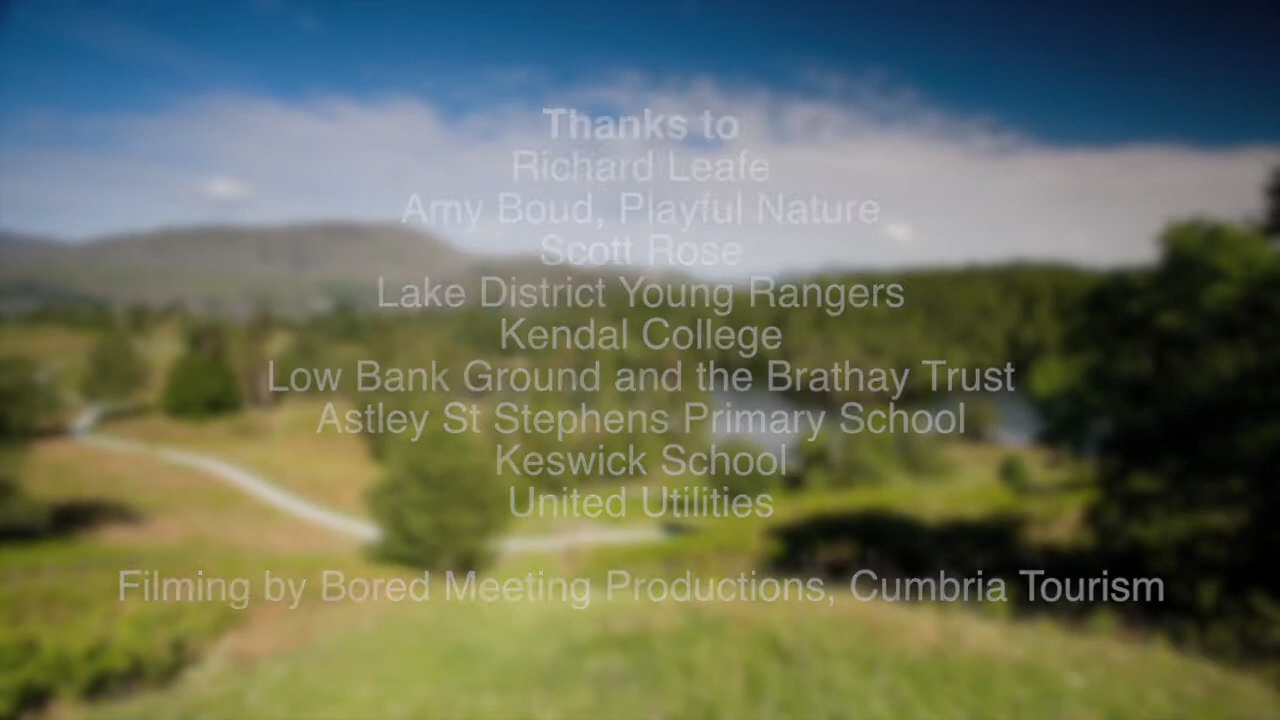 Thanks to
Richard Leafe
Amy Boud, Playful Nature
Scott Rose
Lake District Young Rangers
Kendal College
Low Bank Ground and the Brathay Trust
Astley St Stephens Primary School
Keswick School
United Utilities
Filming by Bored Meeting Productions, Cumbria Tourism